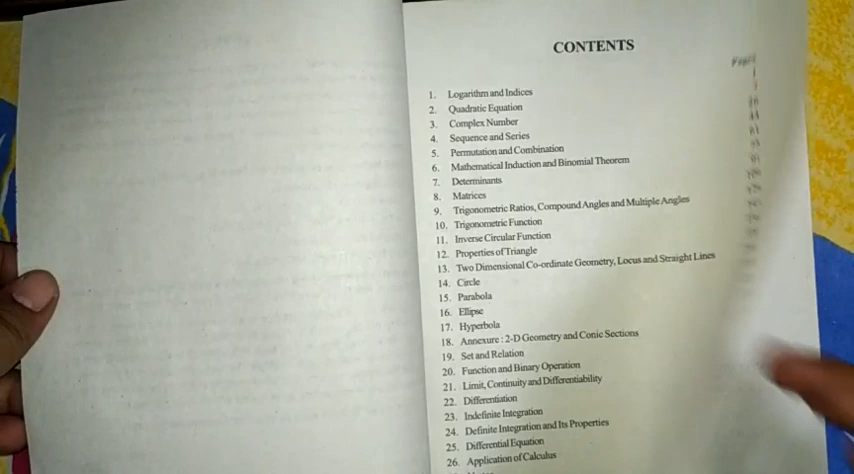 CONTENTS
1. Logarithm and Indices
2. Quadratic Equation
3. Complex Number
4. Sequence and Series
5. Permutation and Combination
6. Mathematical Induction and Binomial Theorem
7. Determinants
8. Matrices
9. Trigonometric Ratios, Compound Angles and Multiple Angles
10. Trigonometric Function
11. Inverse Circular Function
12. Properties of Triangle
13. Two Dimensional Co-ordinate Geometry, Locus and Straight Lines
14. Circle
15. Parabola
16. Ellipse
17. Hyperbola
18. Annexure : 2-D Geometry and Conic Sections
19. Set and Relation
20. Function and Binary Operation
21. Limit, Continuity and Differentiability
22. Differentiation
23. Indefinite Integration
24. Definite Integration and Its Properties
25. Differential Equation
26. Application of Calculus